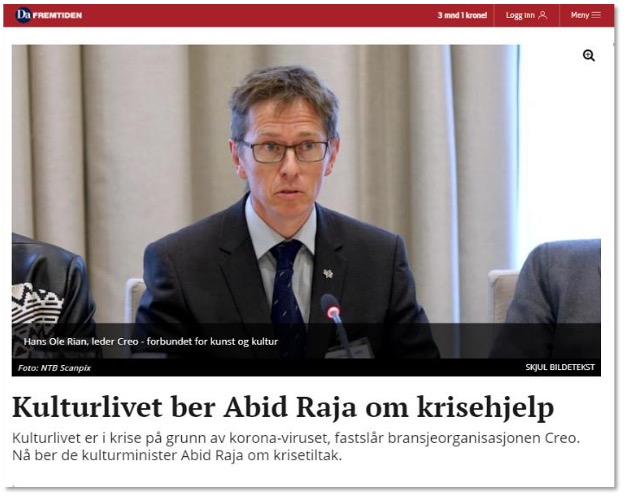 Da FREMTIDEN
3 mnd 1 krone!
Logg inn
Meny
Hans Ole Rian, leder Creo - forbundet for kunst og kultur
Foto: NTB Scanpix
SKJUL BILDETEKST
Kulturlivet ber Abid Raja om krisehjelp
Kulturlivet er i krise på grunn av korona-viruset, fastslår bransjeorganisasjonen Creo.
Nå ber de kulturminister Abid Raja om krisetiltak.